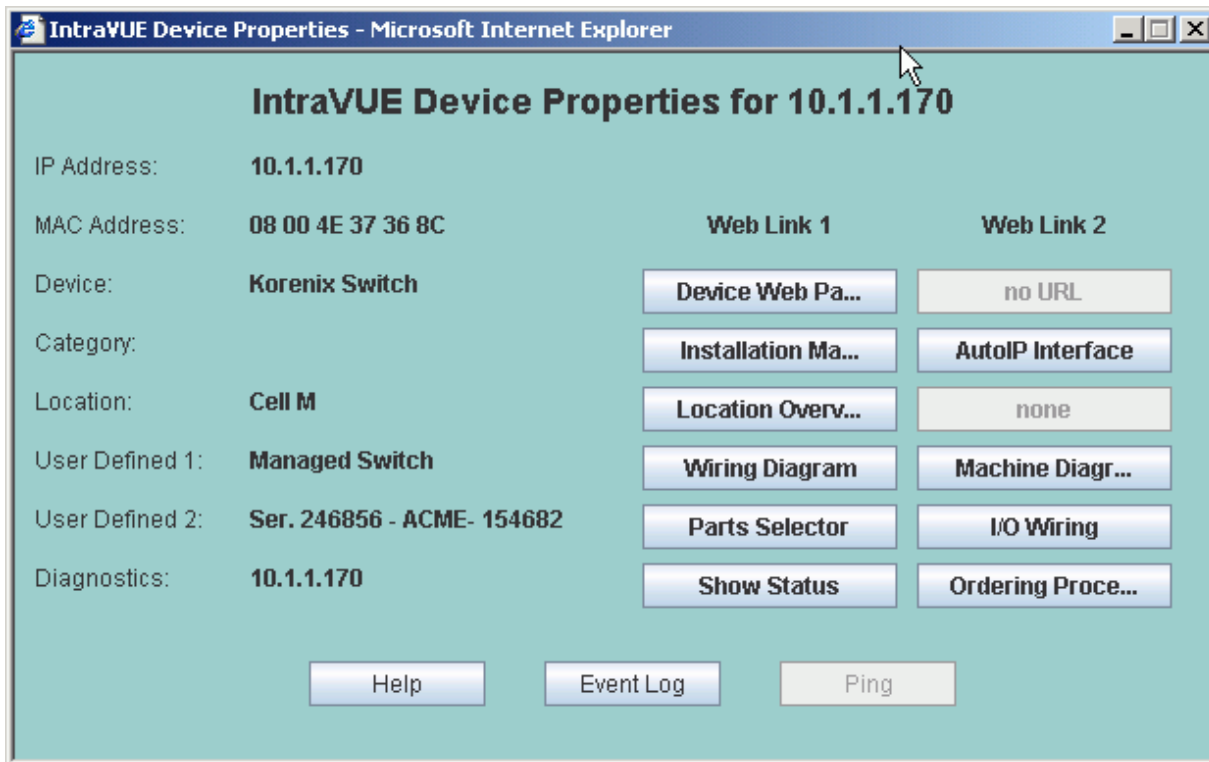 IntraVUE Device Properties - Microsoft Internet Explorer
IntraVUE Device Properties for 10.1.1.170
IP Address: 10.1.1.170
MAC Address: 08 00 4E 37 36 8C Web Link 1 Web Link 2
Device: Korenix Switch Device Web Pa... no URL
Category: Installation Ma... AutoIP Interface
Location: Cell M Location Overv... none
User Defined 1: Managed Switch Wiring Diagram Machine Diagr...
User Defined 2: Ser. 246856 - ACME- 154682 Parts Selector I/O Wiring
Diagnostics: 10.1.1.170 Show Status Ordering Proce...
Help Event Log Ping